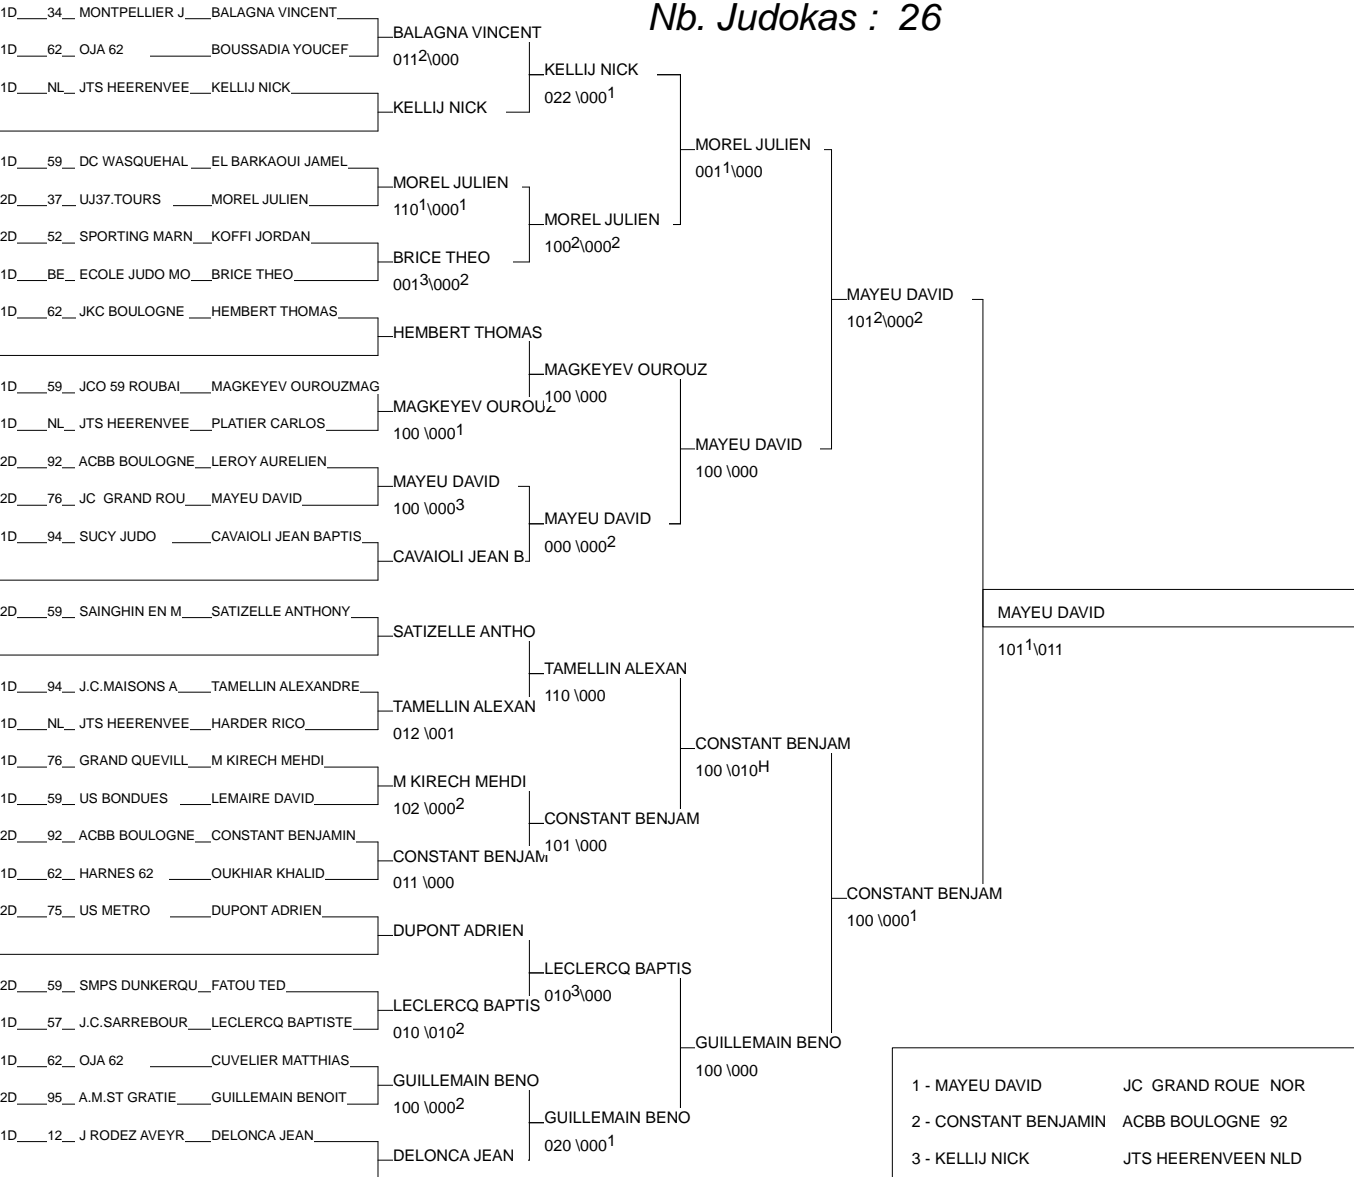 Nb. Judokas : 26
1D 34 MONTPELLIER J BALAGNA VINCENT
1D 62 OJA 62 BOUSSADIA YOUCEF
1D NL JTS HEERENVEE KELLIJ NICK
1D 59 DC WASQUEHAL EL BARKAOUI JAMEL
2D 37 UJ37.TOURS MOREL JULIEN
2D 52 SPORTING MARN KOFFI JORDAN
1D BE ECOLE JUDO MO BRICE THEO
1D 62 JKC BOULOGNE HEMBERT THOMAS
1D 59 JCO 59 ROUBAI MAGKEYEV OUROUZMAG
1D NL JTS HEERENVEE PLATIER CARLOS
2D 92 ACBB BOULOGNE LEROY AURELIEN
2D 76 JC GRAND ROU MAYEU DAVID
1D 94 SUCY JUDO CAVAIOLI JEAN BAPTIS
2D 59 SAINGHIN EN M SATIZELLE ANTHONY
1D 94 J.C.MAISONS A TAMELLIN ALEXANDRE
1D NL JTS HEERENVEE HARDER RICO
1D 76 GRAND QUEVILL M KIRECH MEHDI
1D 59 US BONDUES LEMAIRE DAVID
2D 92 ACBB BOULOGNE CONSTANT BENJAMIN
1D 62 HARNES 62 OUKHIAR KHALID
2D 75 US METRO DUPONT ADRIEN
2D 59 SMPS DUNKERQU FATOU TED
1D 57 J.C.SARREBOUR LECLERCQ BAPTISTE
1D 62 OJA 62 CUVELIER MATTHIAS
2D 95 A.M.ST GRATIE GUILLEMAIN BENOIT
1D 12 J RODEZ AVEYR DELONCA JEAN
BALAGNA VINCENT
011²\000
KELLIJ NICK
MOREL JULIEN
110¹\000¹
BRICE THEO
001³\000²
HEMBERT THOMAS
MAGKEYEV OUROUZ
100 \000¹
MAYEU DAVID
100 \000³
CAVAIOLI JEAN B
SATIZELLE ANTHO
TAMELLIN ALEXAN
012 \001
M KIRECH MEHDI
102 \000²
CONSTANT BENJAM
011 \000
DUPONT ADRIEN
LECLERCQ BAPTIS
010 \010²
GUILLEMAIN BENO
100 \000²
DELONCA JEAN
KELLIJ NICK
022 \000¹
MOREL JULIEN
100²\000²
MAGKEYEV OUROUZ
100 \000
MAYEU DAVID
000 \000²
TAMELLIN ALEXAN
110 \000
CONSTANT BENJAM
101 \000
LECLERCQ BAPTIS
010³\000
GUILLEMAIN BENO
020 \000¹
MOREL JULIEN
001¹\000
MAYEU DAVID
100 \000
CONSTANT BENJAM
100 \010ᴴ
GUILLEMAIN BENO
100 \000
MAYEU DAVID
101²\000²
CONSTANT BENJAM
100 \000¹
MAYEU DAVID
101¹\011
1 - MAYEU DAVID JC GRAND ROUE NOR
2 - CONSTANT BENJAMIN ACBB BOULOGNE 92
3 - KELLIJ NICK JTS HEERENVEEN NLD